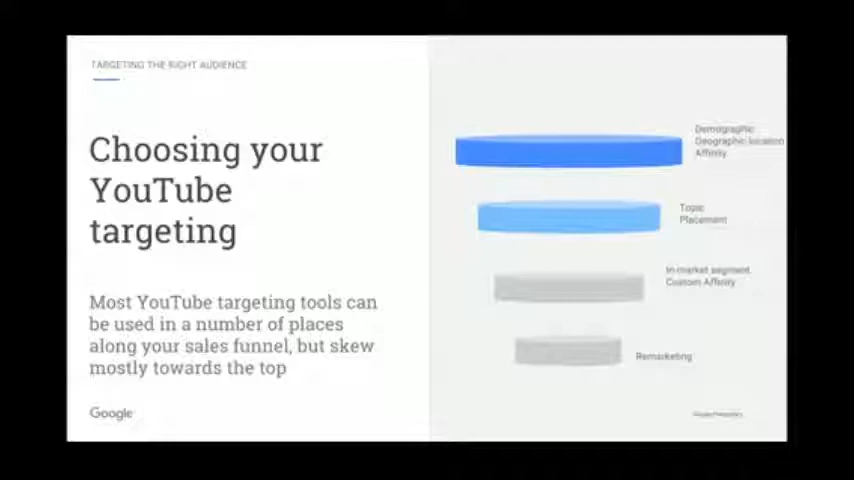 TARGETING THE RIGHT AUDIENCE
Choosing your
YouTube
targeting
Most YouTube targeting tools can
be used in a number of places
along your sales funnel, but skew
mostly towards the top
Google
Demographic
Geographic location
Affinity
Topic
Placement
In-market segment
Custom Affinity
Remarketing